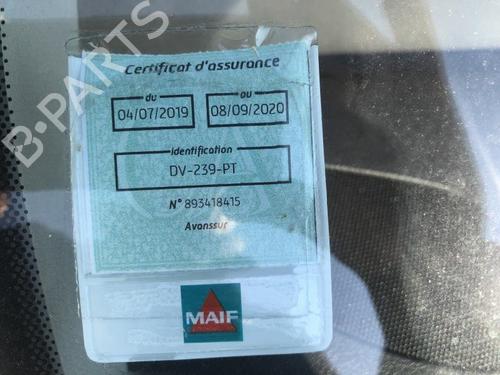 B-PARTS
Certificat d'assurance
du au
04/07/2019 08/09/2020
identification
DV-239-PT
N° 893418415
Avanssur
MAIF